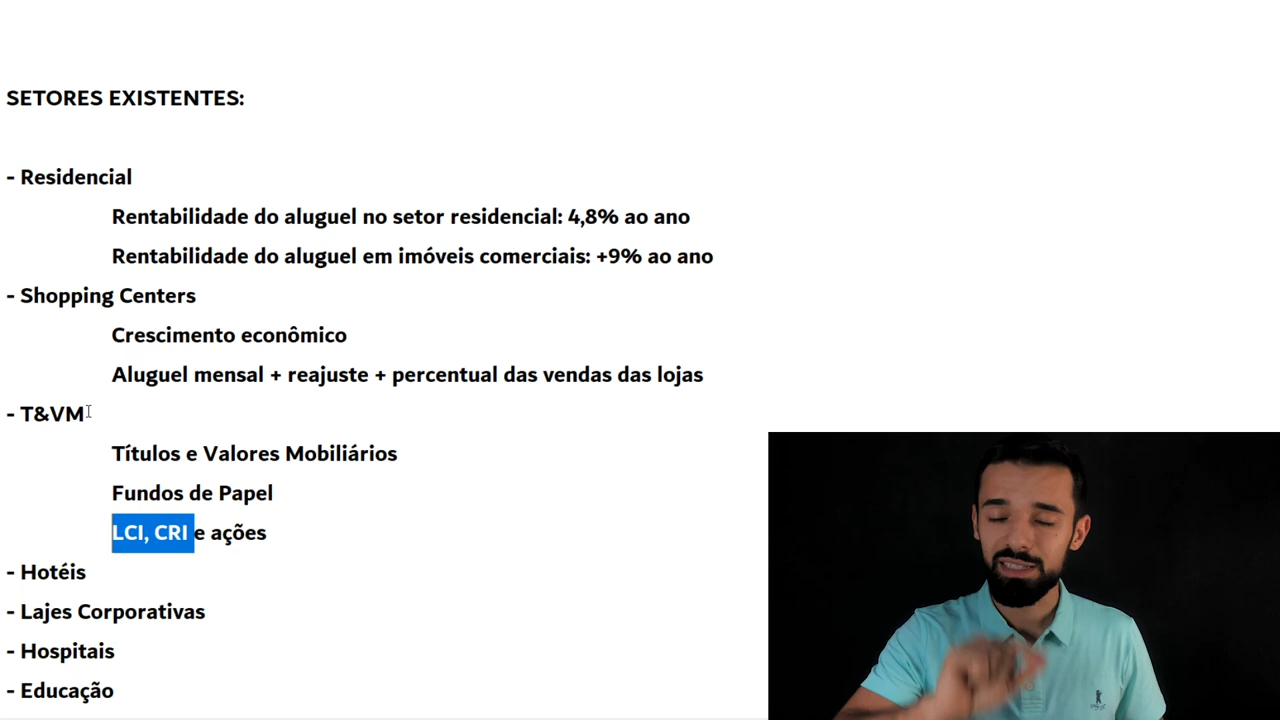 SETORES EXISTENTES:
- Residencial
Rentabilidade do aluguel no setor residencial: 4,8% ao ano
Rentabilidade do aluguel em imóveis comerciais: +9% ao ano
- Shopping Centers
Crescimento econômico
Aluguel mensal + reajuste + percentual das vendas das lojas
- T&VM
Títulos e Valores Mobiliários
Fundos de Papel
LCI, CRI e ações
- Hotéis
- Lajes Corporativas
- Hospitais
- Educação